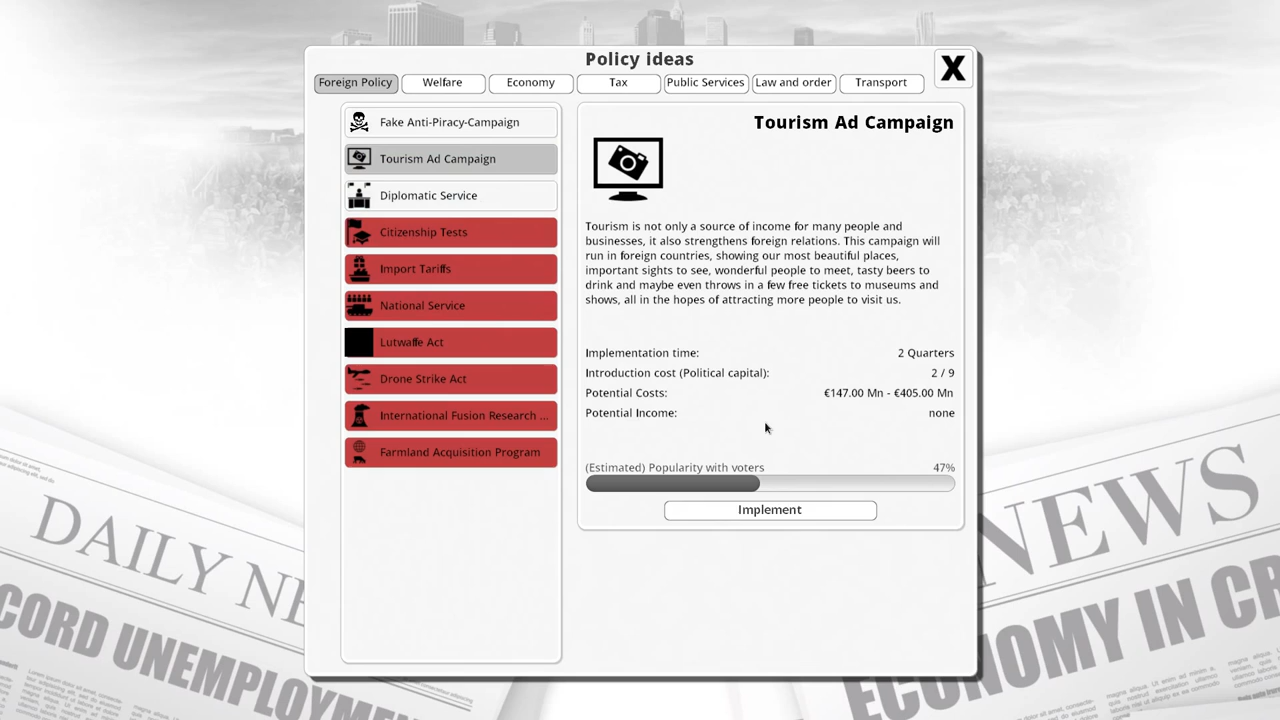 Policy ideas
X
Foreign Policy
Welfare
Economy
Tax
Public Services
Law and order
Transport
Fake Anti-Piracy-Campaign
Tourism Ad Campaign
Diplomatic Service
Citizenship Tests
Import Tariffs
National Service
Lutwaffe Act
Drone Strike Act
International Fusion Research ...
Farmland Acquisition Program
Tourism Ad Campaign
Tourism is not only a source of income for many people and
businesses, it also strengthens foreign relations. This campaign will
run in foreign countries, showing our most beautiful places,
important sights to see, wonderful people to meet, tasty beers to
drink and maybe even throws in a few free tickets to museums and
shows, all in the hopes of attracting more people to visit us.
Implementation time: 2 Quarters
Introduction cost (Political capital): 2 / 9
Potential Costs: €147.00 Mn - €405.00 Mn
Potential Income: none
(Estimated) Popularity with voters 47%
Implement
DAILY NE
CORD UNEMPLOYM
NEWS
ECONOMY IN CR